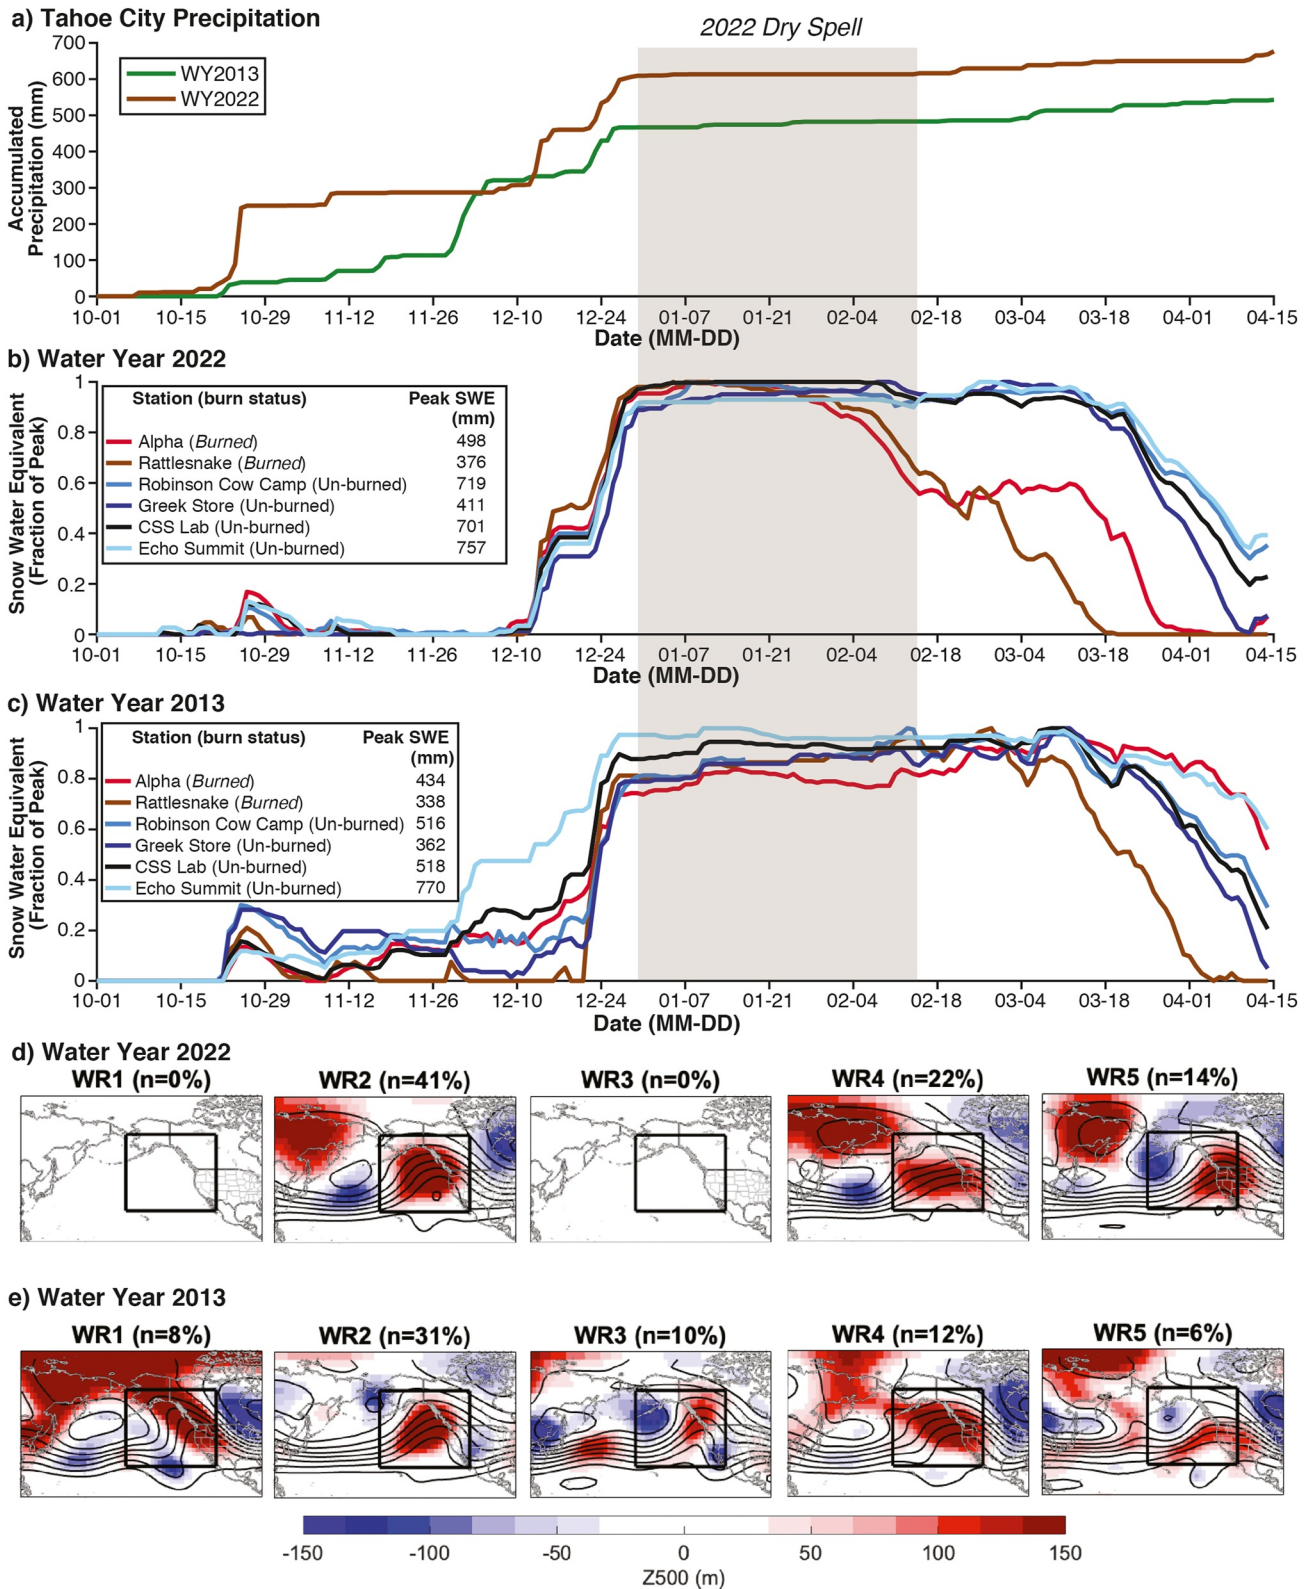 a) Tahoe City Precipitation
2022 Dry Spell
700
600
500
400
300
200
100
0
Accumulated
Precipitation (mm)
WY2013
WY2022
10-01 10-15 10-29 11-12 11-26 12-10 12-24 01-07 01-21 02-04 02-18 03-04 03-18 04-01 04-15
Date (MM-DD)
b) Water Year 2022
1
0.8
0.6
0.4
0.2
0
Snow Water Equivalent
(Fraction of Peak)
Station (burn status) Peak SWE
(mm)
Alpha (Burned) 498
Rattlesnake (Burned) 376
Robinson Cow Camp (Un-burned) 719
Greek Store (Un-burned) 411
CSS Lab (Un-burned) 701
Echo Summit (Un-burned) 757
10-01 10-15 10-29 11-12 11-26 12-10 12-24 01-07 01-21 02-04 02-18 03-04 03-18 04-01 04-15
Date (MM-DD)
c) Water Year 2013
1
0.8
0.6
0.4
0.2
0
Snow Water Equivalent
(Fraction of Peak)
Station (burn status) Peak SWE
(mm)
Alpha (Burned) 434
Rattlesnake (Burned) 338
Robinson Cow Camp (Un-burned) 516
Greek Store (Un-burned) 362
CSS Lab (Un-burned) 518
Echo Summit (Un-burned) 770
10-01 10-15 10-29 11-12 11-26 12-10 12-24 01-07 01-21 02-04 02-18 03-04 03-18 04-01 04-15
Date (MM-DD)
d) Water Year 2022
WR1 (n=0%) WR2 (n=41%) WR3 (n=0%) WR4 (n=22%) WR5 (n=14%)
e) Water Year 2013
WR1 (n=8%) WR2 (n=31%) WR3 (n=10%) WR4 (n=12%) WR5 (n=6%)
-150 -100 -50 0 50 100 150
Z500 (m)